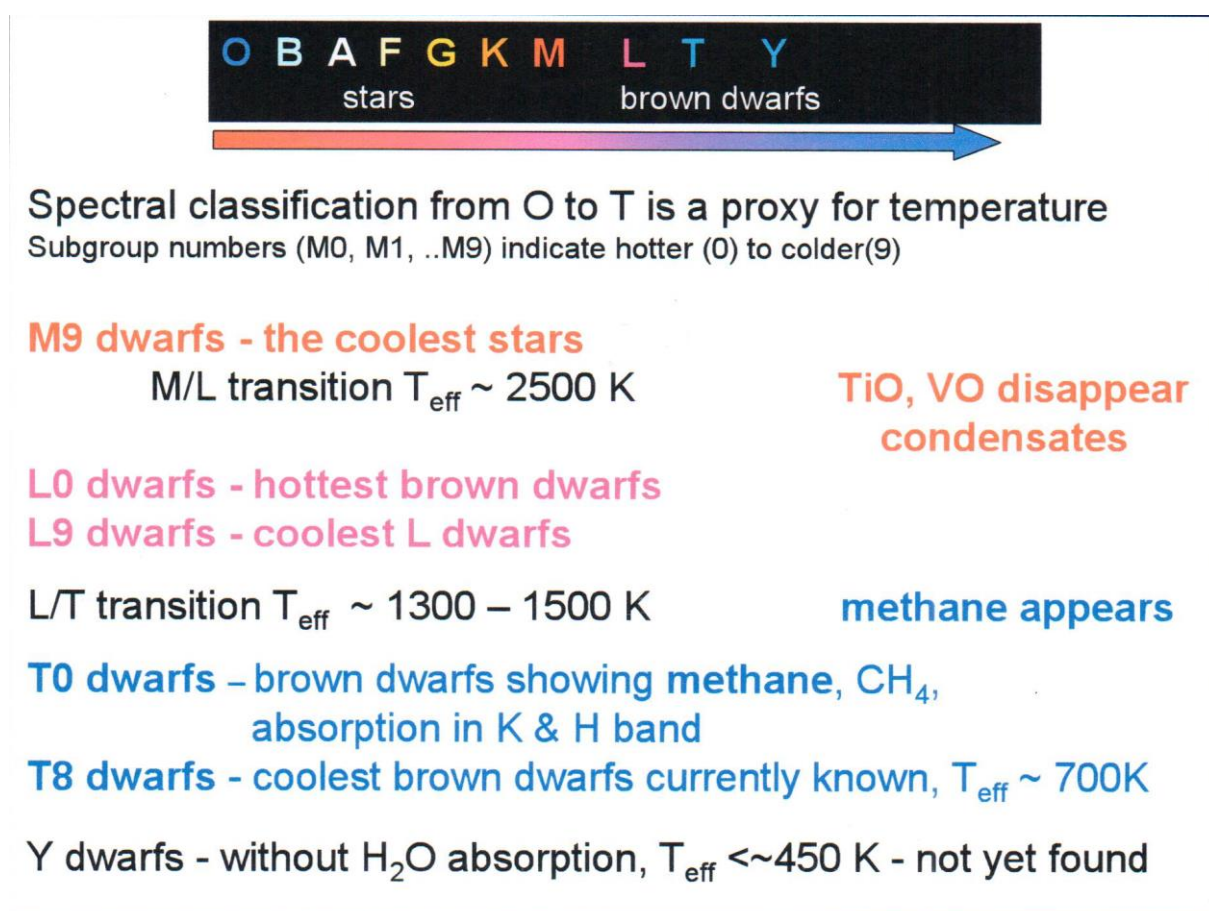 O B A F G K M L T Y
stars brown dwarfs
Spectral classification from O to T is a proxy for temperature
Subgroup numbers (M0, M1, ..M9) indicate hotter (0) to colder(9)
M9 dwarfs - the coolest stars
M/L transition Teff ~ 2500 K
TiO, VO disappear
condensates
L0 dwarfs - hottest brown dwarfs
L9 dwarfs - coolest L dwarfs
L/T transition Teff ~ 1300 – 1500 K
methane appears
T0 dwarfs – brown dwarfs showing methane, CH4,
absorption in K & H band
T8 dwarfs - coolest brown dwarfs currently known, Teff ~ 700K
Y dwarfs - without H2O absorption, Teff <~450 K - not yet found